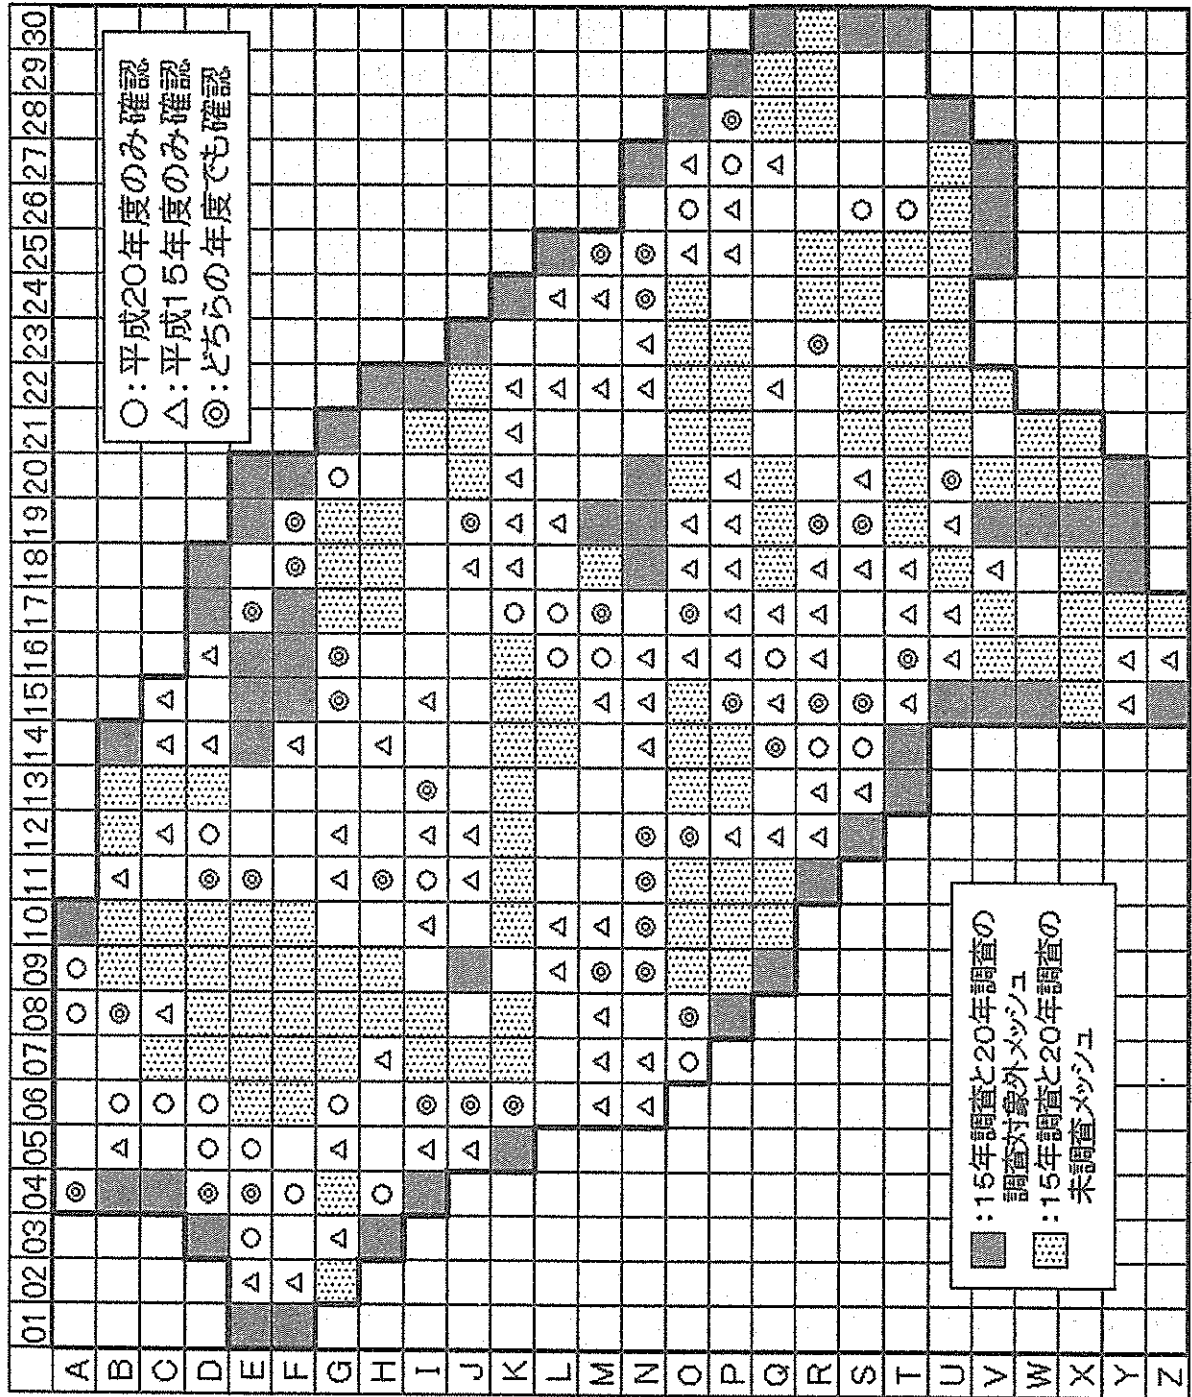 01 02 03 04 05 06 07 08 09 10 11 12 13 14 15 16 17 18 19 20 21 22 23 24 25 26 27 28 29 30
○:平成20年度のみ確認
△:平成15年度のみ確認
◎:どちらの年度でも確認
A
B
C
D
E
F
G
H
I
J
K
L
M
N
O
P
Q
R
S
T
U
V
W
X
Y
Z
:15年調査と20年調査の
調査対象外メッシュ
:15年調査と20年調査の
未調査メッシュ